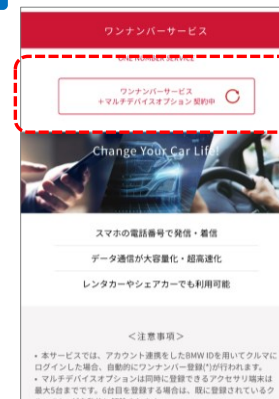 ワンナンバーサービス
ONE NUMBER SERVICE
ワンナンバーサービス
+マルチデバイスオプション 契約中
Change Your Car Life!
スマホの電話番号で発信・着信
データ通信が大容量化・超高速化
レンタカーやシェアカーでも利用可能
<注意事項>
• 本サービスでは、アカウント連携をしたBMW IDを用いてクルマに
ログインした場合、自動的にワンナンバー登録(*)が行われます。
• マルチデバイスオプションは同時に登録できるアクセサリ端末は
最大5台までです。6台目を登録する場合は、既に登録されているク